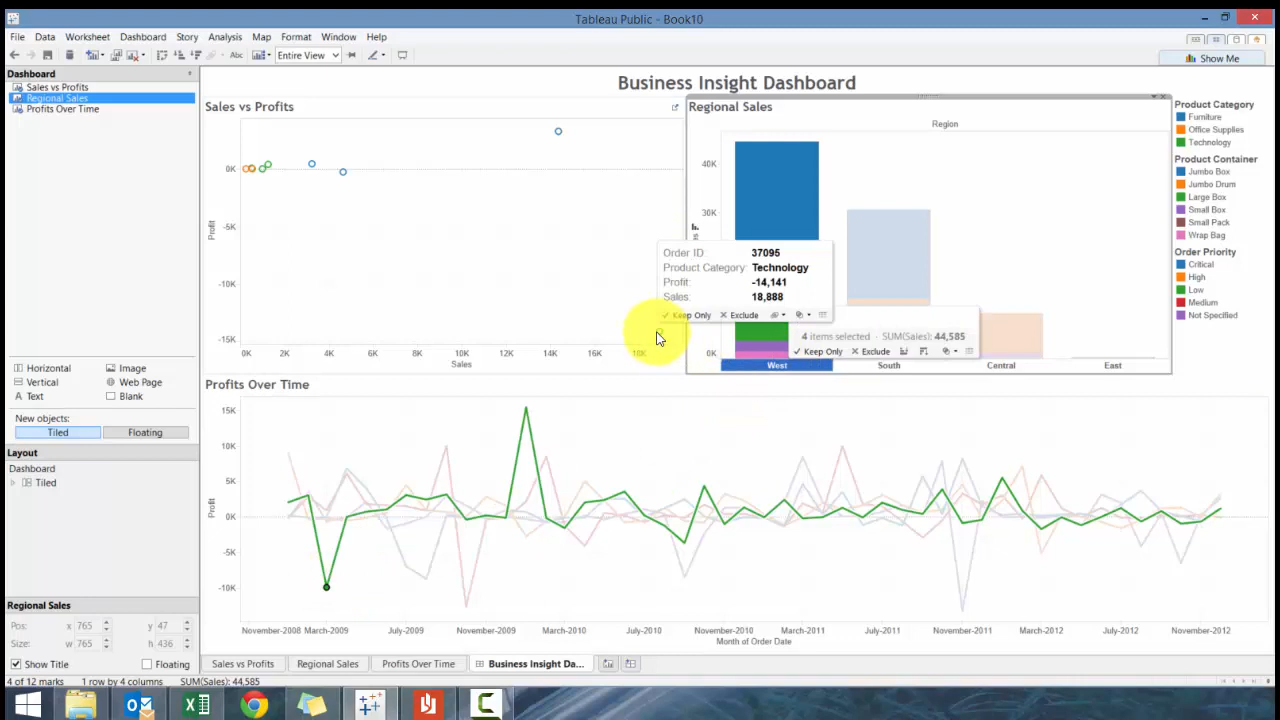 Tableau Public - Book10
File Data Worksheet Dashboard Story Analysis Map Format Window Help
Abc Entire View
Show Me
Dashboard
Sales vs Profits
Regional Sales
Profits Over Time
Horizontal Image
Vertical Web Page
A Text Blank
New objects:
Tiled Floating
Layout
Dashboard
Tiled
Regional Sales
Pos: x 765 y 47
Size: w 765 h 436
Show Title Floating
Business Insight Dashboard
Sales vs Profits
0K
-5K
-10K
-15K
Profit
0K 2K 4K 6K 8K 10K 12K 14K 16K 18K
Sales
Regional Sales
Region
40K
30K
0K
West South Central East
Order ID: 37095
Product Category: Technology
Profit: -14,141
Sales: 18,888
Keep Only Exclude
4 items selected · SUM(Sales): 44,585
Keep Only Exclude
Product Category
Furniture
Office Supplies
Technology
Product Container
Jumbo Box
Jumbo Drum
Large Box
Small Box
Small Pack
Wrap Bag
Order Priority
Critical
High
Low
Medium
Not Specified
Profits Over Time
15K
10K
5K
0K
-5K
-10K
Profit
November-2008 March-2009 July-2009 November-2009 March-2010 July-2010 November-2010 March-2011 July-2011 November-2011 March-2012 July-2012 November-2012
Month of Order Date
Sales vs Profits Regional Sales Profits Over Time Business Insight Da...
4 of 12 marks 1 row by 4 columns SUM(Sales): 44,585